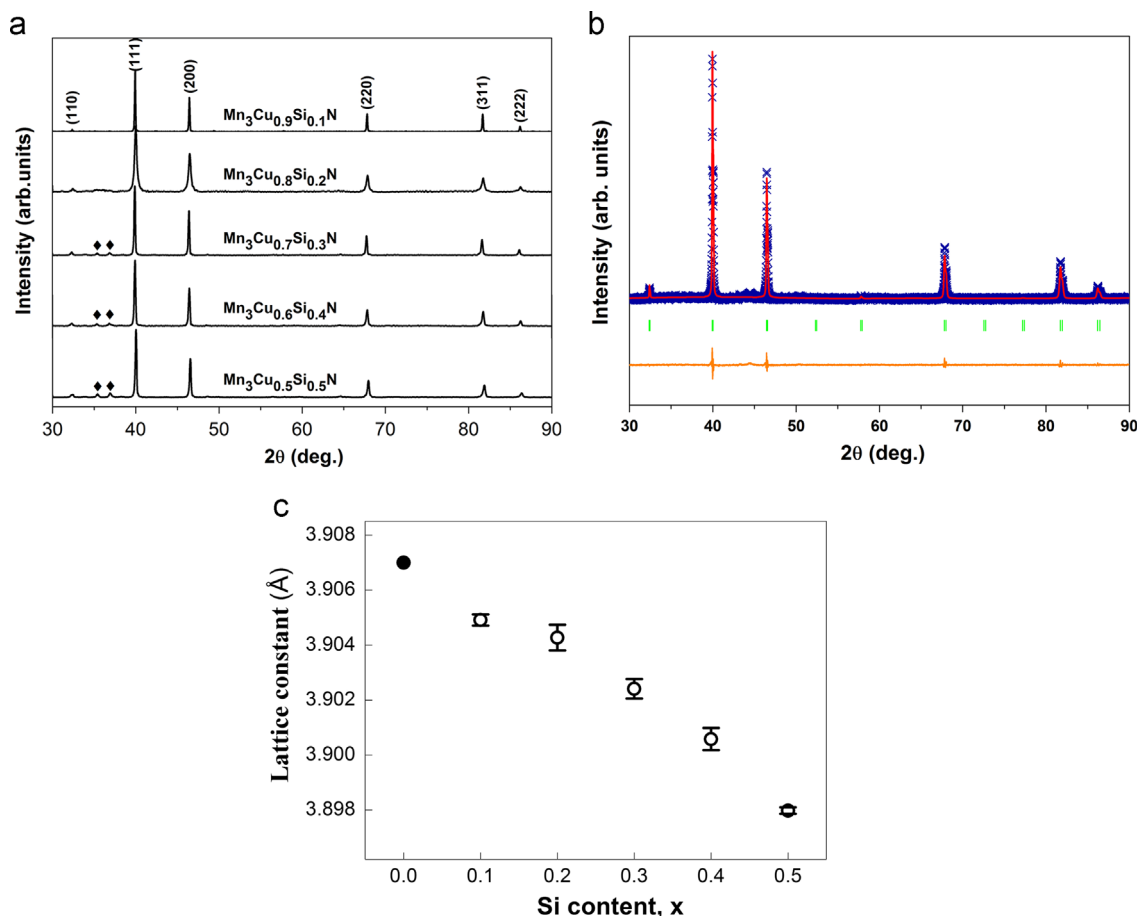 a
Intensity (arb.units)
(110)
(111)
(200)
(220)
(311)
(222)
Mn3Cu0.9Si0.1N
Mn3Cu0.8Si0.2N
Mn3Cu0.7Si0.3N
Mn3Cu0.6Si0.4N
Mn3Cu0.5Si0.5N
30 40 50 60 70 80 90
2θ (deg.)
b
Intensity (arb. units)
30 40 50 60 70 80 90
2θ (deg.)
c
Lattice constant (Å)
3.908
3.906
3.904
3.902
3.900
3.898
0.0 0.1 0.2 0.3 0.4 0.5
Si content, x